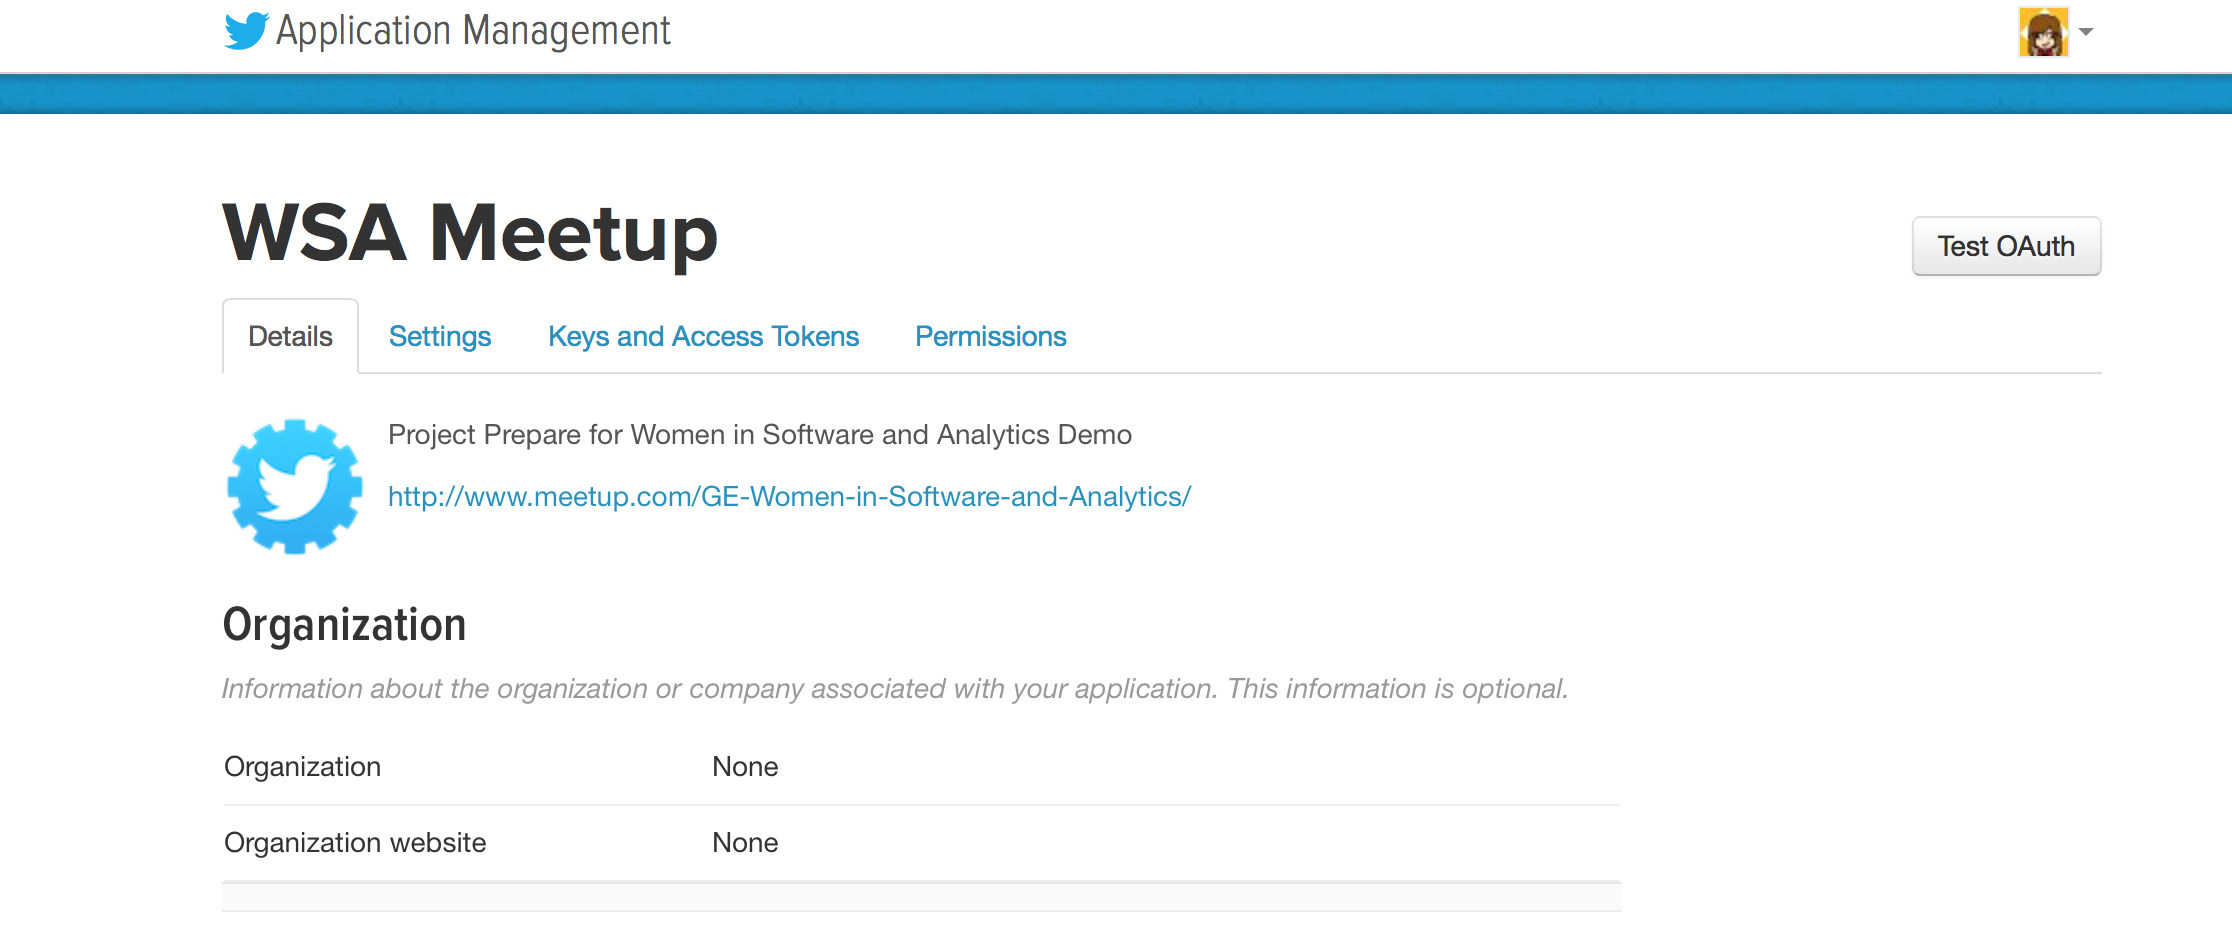 Application Management
WSA Meetup
Test OAuth
Details Settings Keys and Access Tokens Permissions
Project Prepare for Women in Software and Analytics Demo
http://www.meetup.com/GE-Women-in-Software-and-Analytics/
Organization
Information about the organization or company associated with your application. This information is optional.
Organization None
Organization website None